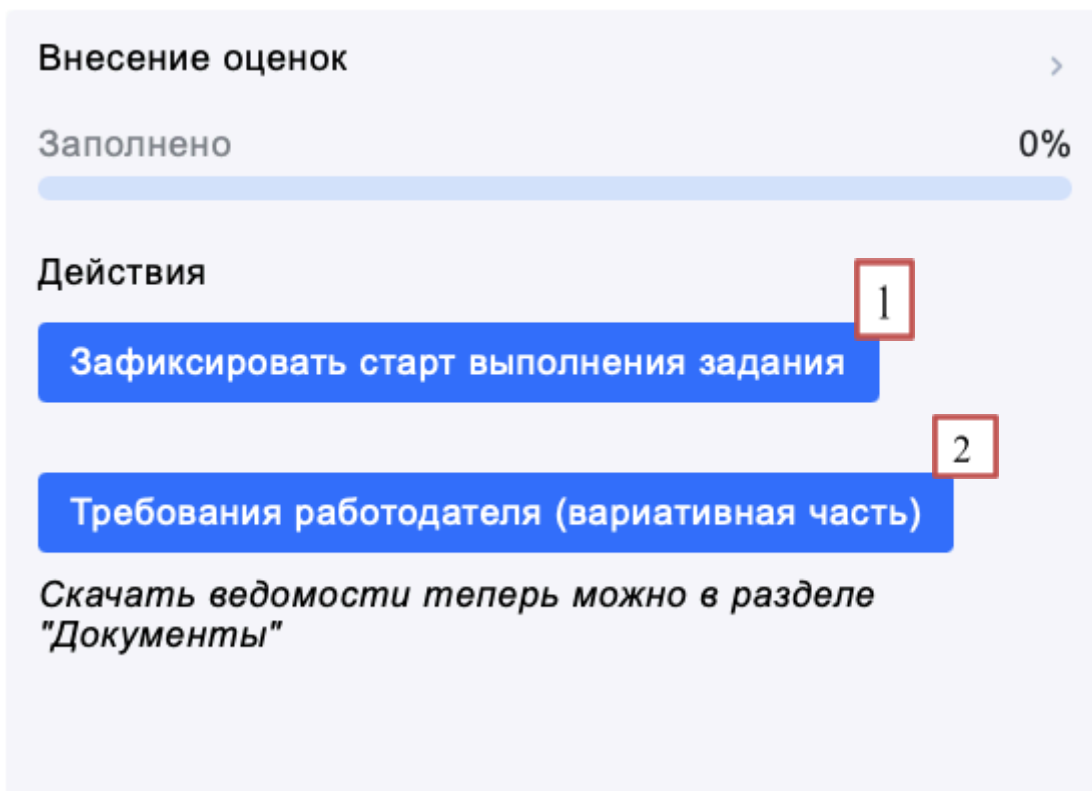 Внесение оценок
Заполнено 0%
Действия
1
Зафиксировать старт выполнения задания
2
Требования работодателя (вариативная часть)
Скачать ведомости теперь можно в разделе
"Документы"